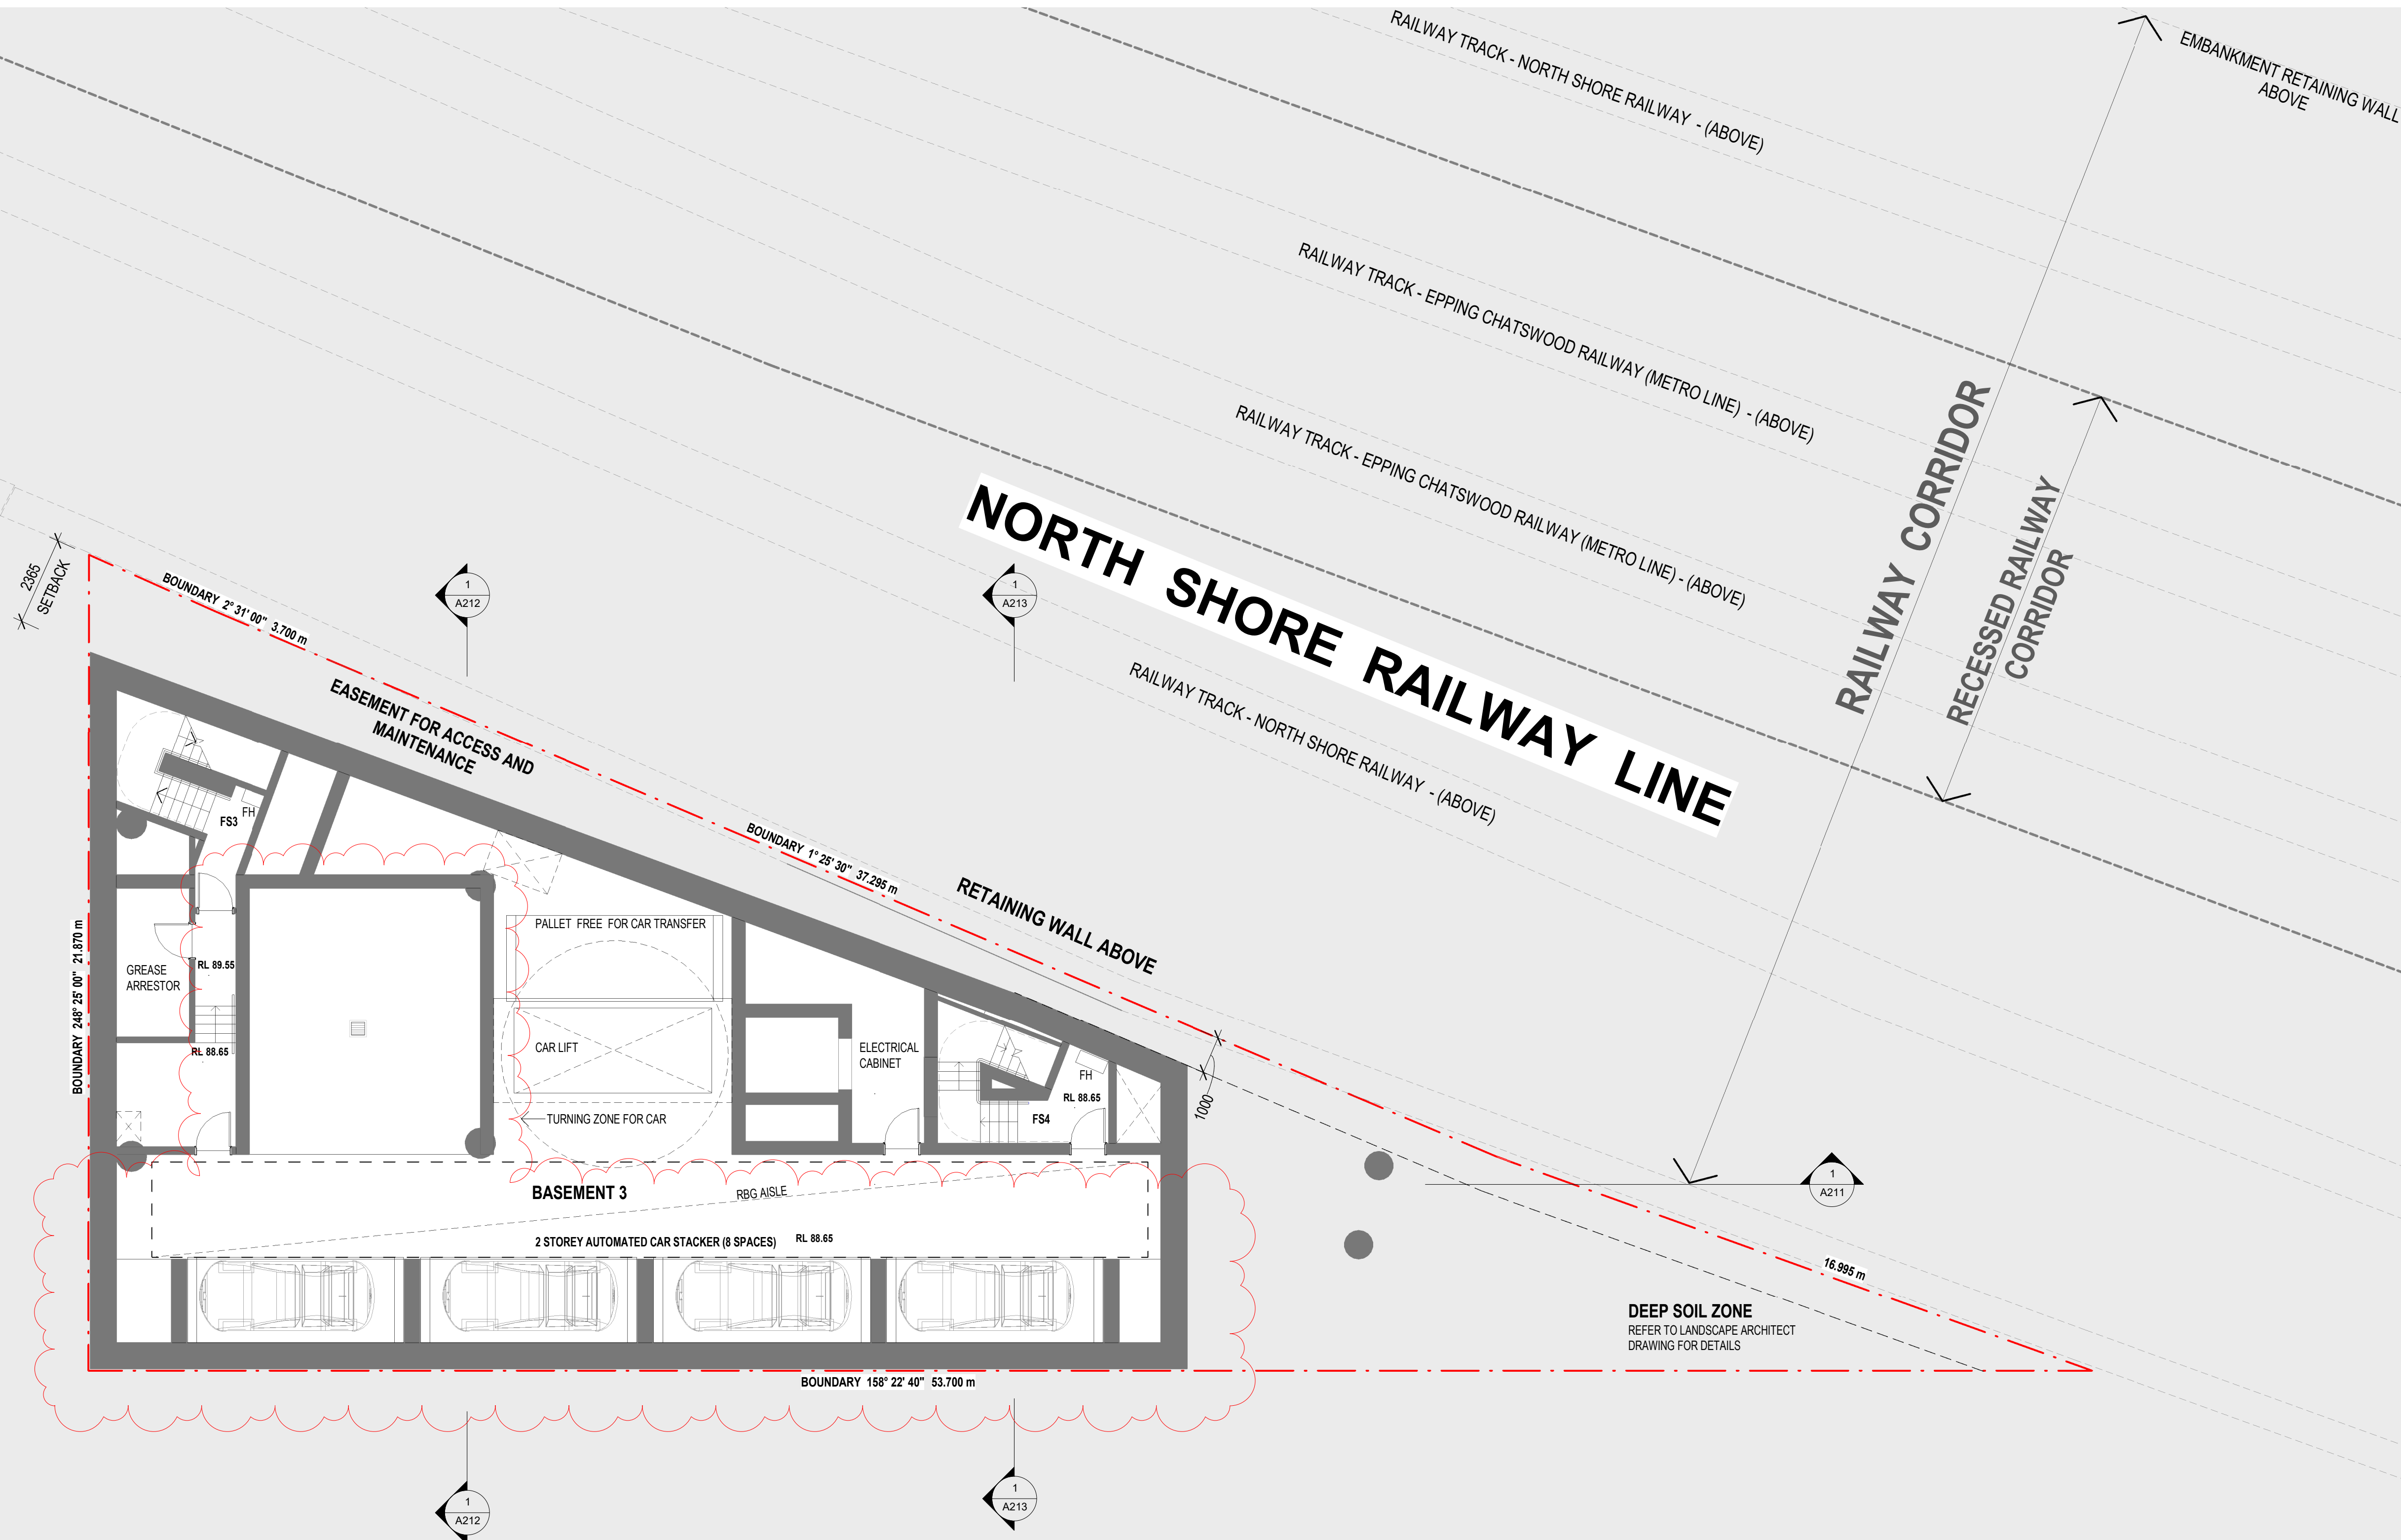 RAILWAY TRACK - NORTH SHORE RAILWAY - (ABOVE)
EMBANKMENT RETAINING WALL
ABOVE
RAILWAY TRACK - EPPING CHATSWOOD RAILWAY (METRO LINE) - (ABOVE)
RAILWAY TRACK - EPPING CHATSWOOD RAILWAY (METRO LINE) - (ABOVE)
RAILWAY CORRIDOR
RECESSED RAILWAY
CORRIDOR
NORTH SHORE RAILWAY LINE
RAILWAY TRACK - NORTH SHORE RAILWAY - (ABOVE)
2365
SETBACK
BOUNDARY 2° 31' 00" 3.700 m
1
A212
1
A213
EASEMENT FOR ACCESS AND
MAINTENANCE
BOUNDARY 1° 25' 30" 37.295 m
RETAINING WALL ABOVE
FH
FS3
BOUNDARY 248° 25' 00" 21.870 m
PALLET FREE FOR CAR TRANSFER
GREASE
ARRESTOR
RL 89.55
RL 88.65
CAR LIFT
ELECTRICAL
CABINET
FH
RL 88.65
FS4
1000
TURNING ZONE FOR CAR
BASEMENT 3
RBG AISLE
2 STOREY AUTOMATED CAR STACKER (8 SPACES)
RL 88.65
1
A211
16.995 m
DEEP SOIL ZONE
REFER TO LANDSCAPE ARCHITECT
DRAWING FOR DETAILS
BOUNDARY 158° 22' 40" 53.700 m
1
A212
1
A213